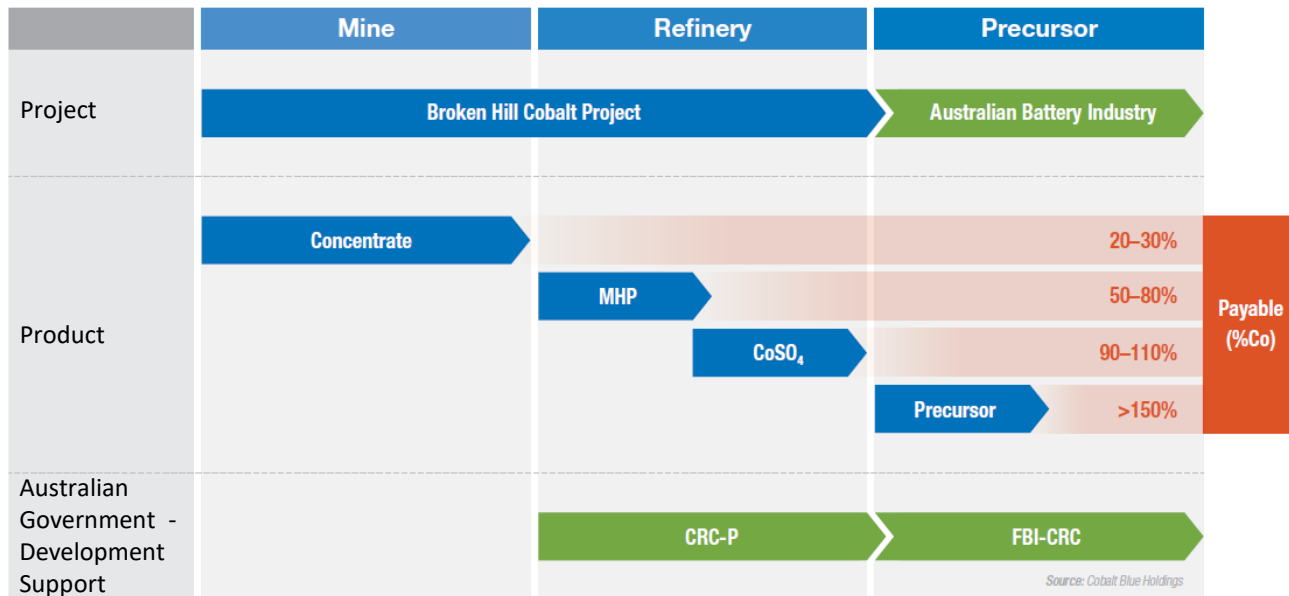 Mine
Refinery
Precursor
Project
Broken Hill Cobalt Project
Australian Battery Industry
Product
Concentrate
20–30%
MHP
50–80%
CoSO₄
90–110%
Precursor
>150%
Payable
(%Co)
Australian
Government -
Development
Support
CRC-P
FBI-CRC
Source: Cobalt Blue Holdings